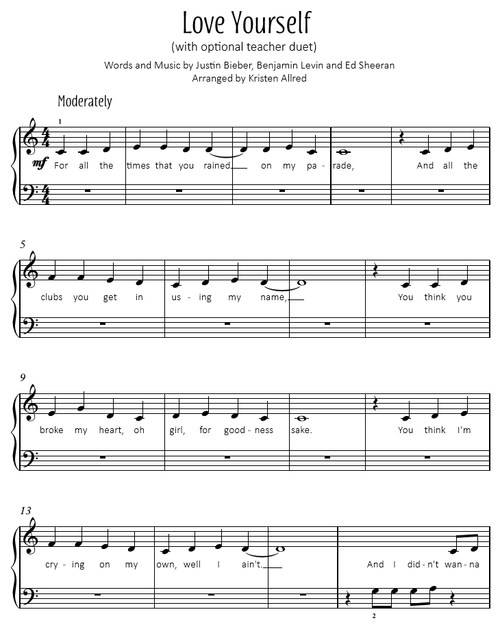 Love Yourself
(with optional teacher duet)
Words and Music by Justin Bieber, Benjamin Levin and Ed Sheeran
Arranged by Kristen Allred
Moderately
1
mf For all the times that you rained on my pa - rade, And all the
5
clubs you get in us - ing my name, You think you
9
broke my heart, oh girl, for good - ness sake. You think I'm
13
cry - ing on my own, well I ain't. And I did - n't wan - na
2